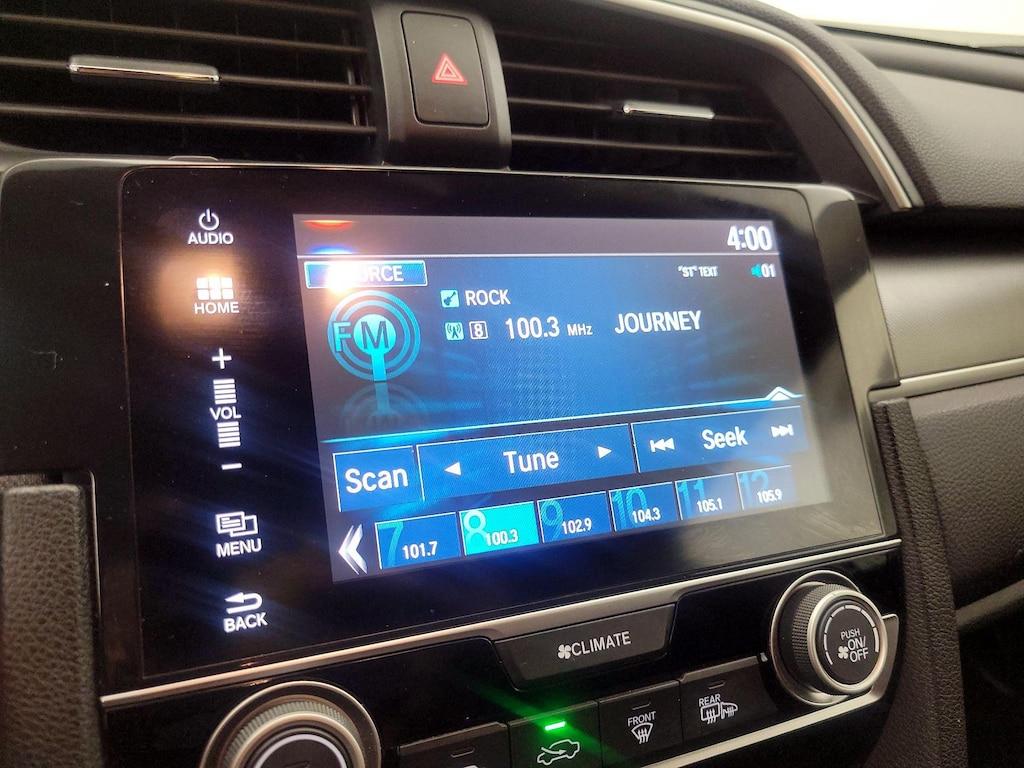 AUDIO
HOME
+
VOL
−
MENU
BACK
4:00
"ST" TEXT
01
FM
ROCK
8 100.3 MHz JOURNEY
Scan
Tune
Seek
7 101.7
8 100.3
9 102.9
10 104.3
11 105.1
12 105.9
CLIMATE
PUSH
ON/
OFF
FRONT
REAR